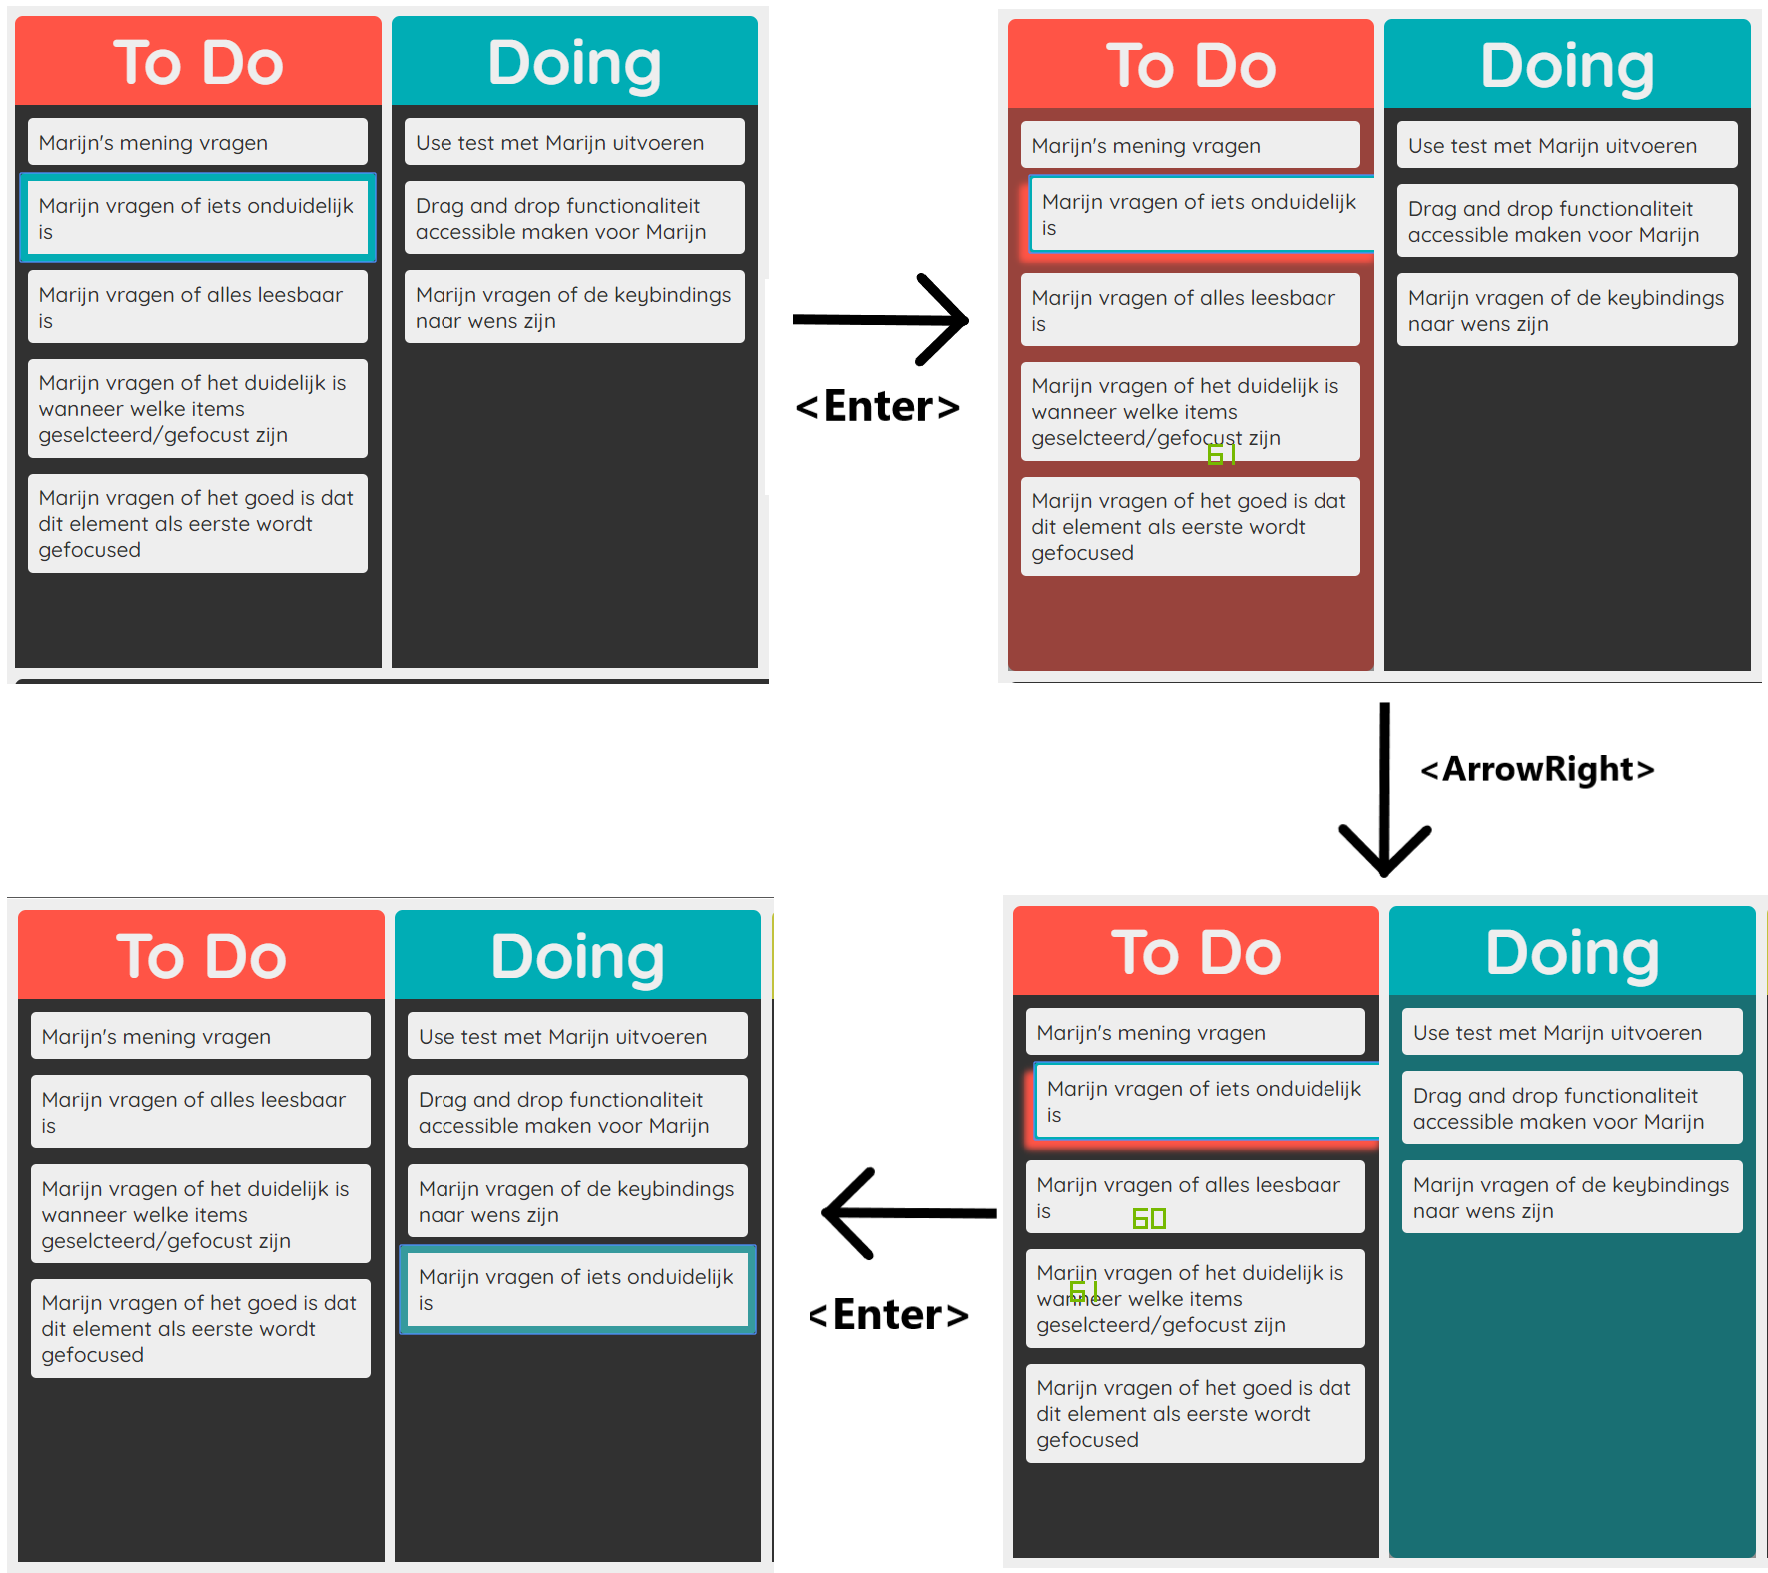 To Do
Marijn's mening vragen
Marijn vragen of iets onduidelijk
is
Marijn vragen of alles leesbaar
is
Marijn vragen of het duidelijk is
wanneer welke items
geselcteerd/gefocust zijn
Marijn vragen of het goed is dat
dit element als eerste wordt
gefocused
Doing
Use test met Marijn uitvoeren
Drag and drop functionaliteit
accessible maken voor Marijn
Marijn vragen of de keybindings
naar wens zijn
<Enter>
To Do
Marijn's mening vragen
Marijn vragen of iets onduidelijk
is
Marijn vragen of alles leesbaar
is
Marijn vragen of het duidelijk is
wanneer welke items
geselcteerd/gefocust zijn
61
Marijn vragen of het goed is dat
dit element als eerste wordt
gefocused
Doing
Use test met Marijn uitvoeren
Drag and drop functionaliteit
accessible maken voor Marijn
Marijn vragen of de keybindings
naar wens zijn
<ArrowRight>
To Do
Marijn's mening vragen
Marijn vragen of iets onduidelijk
is
Marijn vragen of alles leesbaar
is
60
Marijn vragen of het duidelijk is
61
wanneer welke items
geselcteerd/gefocust zijn
Marijn vragen of het goed is dat
dit element als eerste wordt
gefocused
Doing
Use test met Marijn uitvoeren
Drag and drop functionaliteit
accessible maken voor Marijn
Marijn vragen of de keybindings
naar wens zijn
<Enter>
To Do
Marijn's mening vragen
Marijn vragen of alles leesbaar
is
Marijn vragen of het duidelijk is
wanneer welke items
geselcteerd/gefocust zijn
Marijn vragen of het goed is dat
dit element als eerste wordt
gefocused
Doing
Use test met Marijn uitvoeren
Drag and drop functionaliteit
accessible maken voor Marijn
Marijn vragen of de keybindings
naar wens zijn
Marijn vragen of iets onduidelijk
is